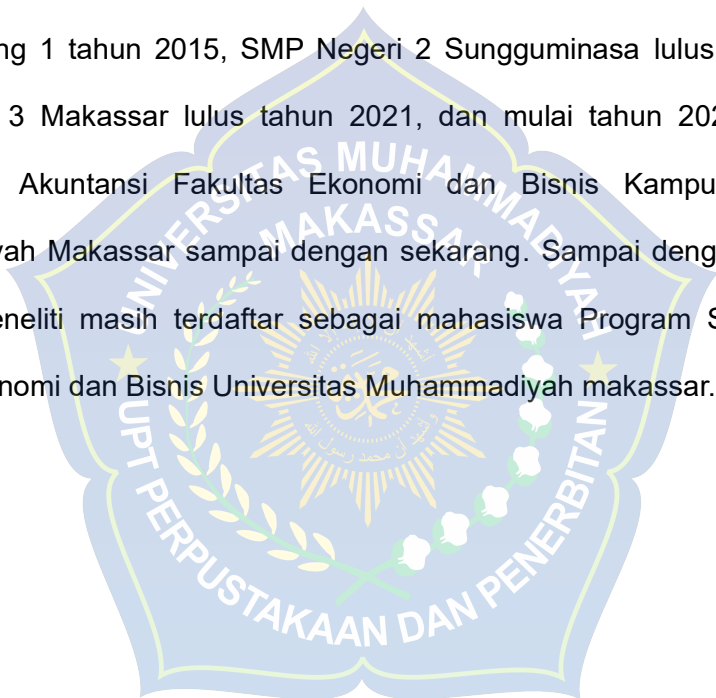 ng 1 tahun 2015, SMP Negeri 2 Sungguminasa lulus
3 Makassar lulus tahun 2021, dan mulai tahun 202
Akuntansi Fakultas Ekonomi dan Bisnis Kampu
yah Makassar sampai dengan sekarang. Sampai deng
eneliti masih terdaftar sebagai mahasiswa Program S
nomi dan Bisnis Universitas Muhammadiyah makassar.
UNIVERSITAS MUHAMMADIYAH
MAKASSAR
UPT PERPUSTAKAAN DAN PENERBITAN